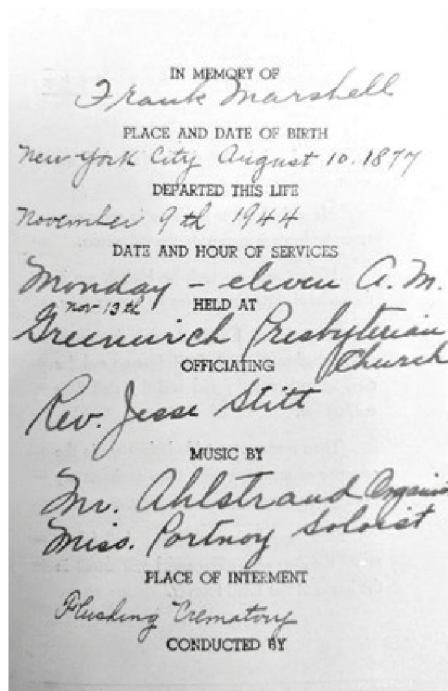 IN MEMORY OF
Frank Marshell
PLACE AND DATE OF BIRTH
New York City August 10. 1877
DEPARTED THIS LIFE
November 9th 1944
DATE AND HOUR OF SERVICES
Monday - eleven A.M.
Nov 13th
HELD AT
Greenwich Presbyterian
Church
OFFICIATING
Rev. Jesse Stitt
MUSIC BY
Mr. Ahlstrand
Miss. Portnoy Soloist
PLACE OF INTERMENT
Flushing Crematory
CONDUCTED BY